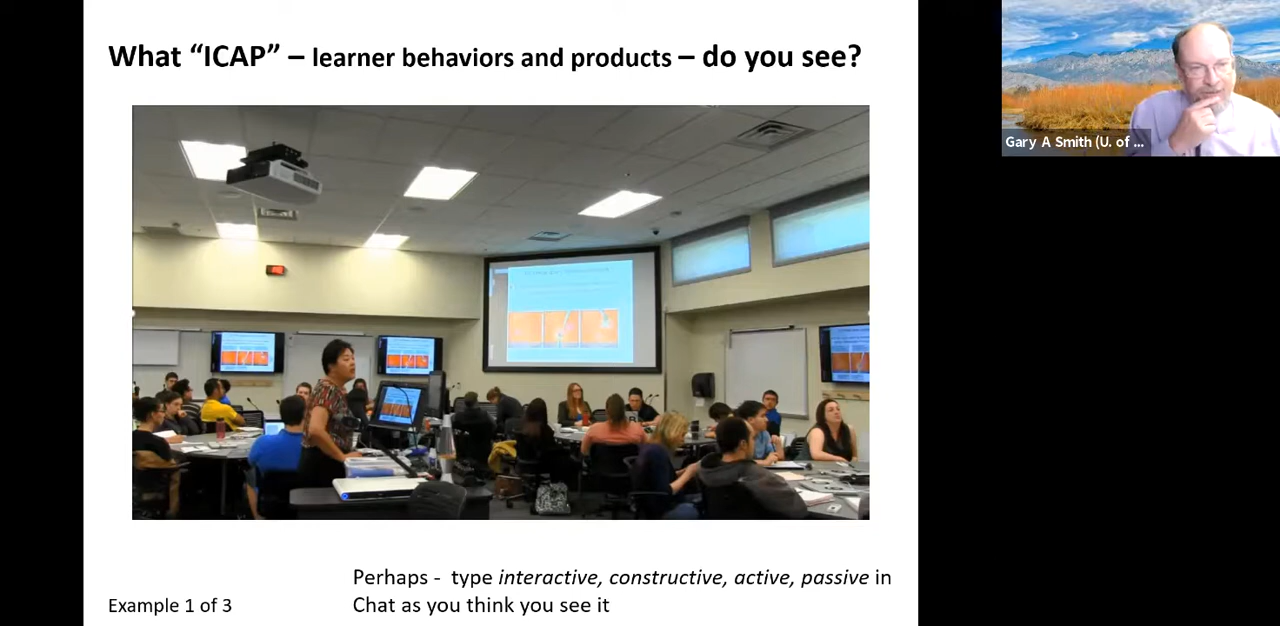 What “ICAP” – learner behaviors and products – do you see?
Gary A Smith (U. of ...
Perhaps - type interactive, constructive, active, passive in
Chat as you think you see it
Example 1 of 3